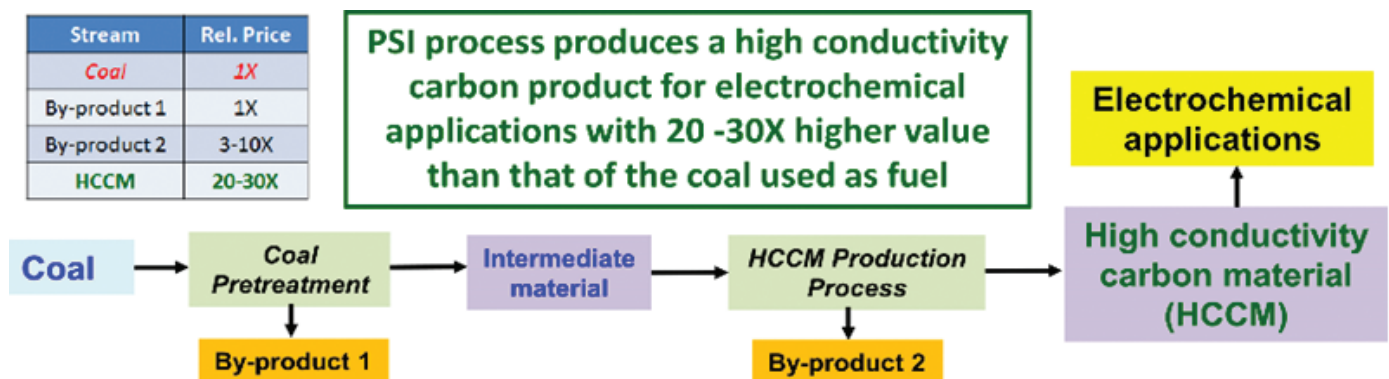 Stream Rel. Price
Coal 1X
By-product 1 1X
By-product 2 3-10X
HCCM 20-30X
PSI process produces a high conductivity
carbon product for electrochemical
applications with 20 -30X higher value
than that of the coal used as fuel
Electrochemical
applications
Coal
Coal
Pretreatment
Intermediate
material
HCCM Production
Process
High conductivity
carbon material
(HCCM)
By-product 1
By-product 2